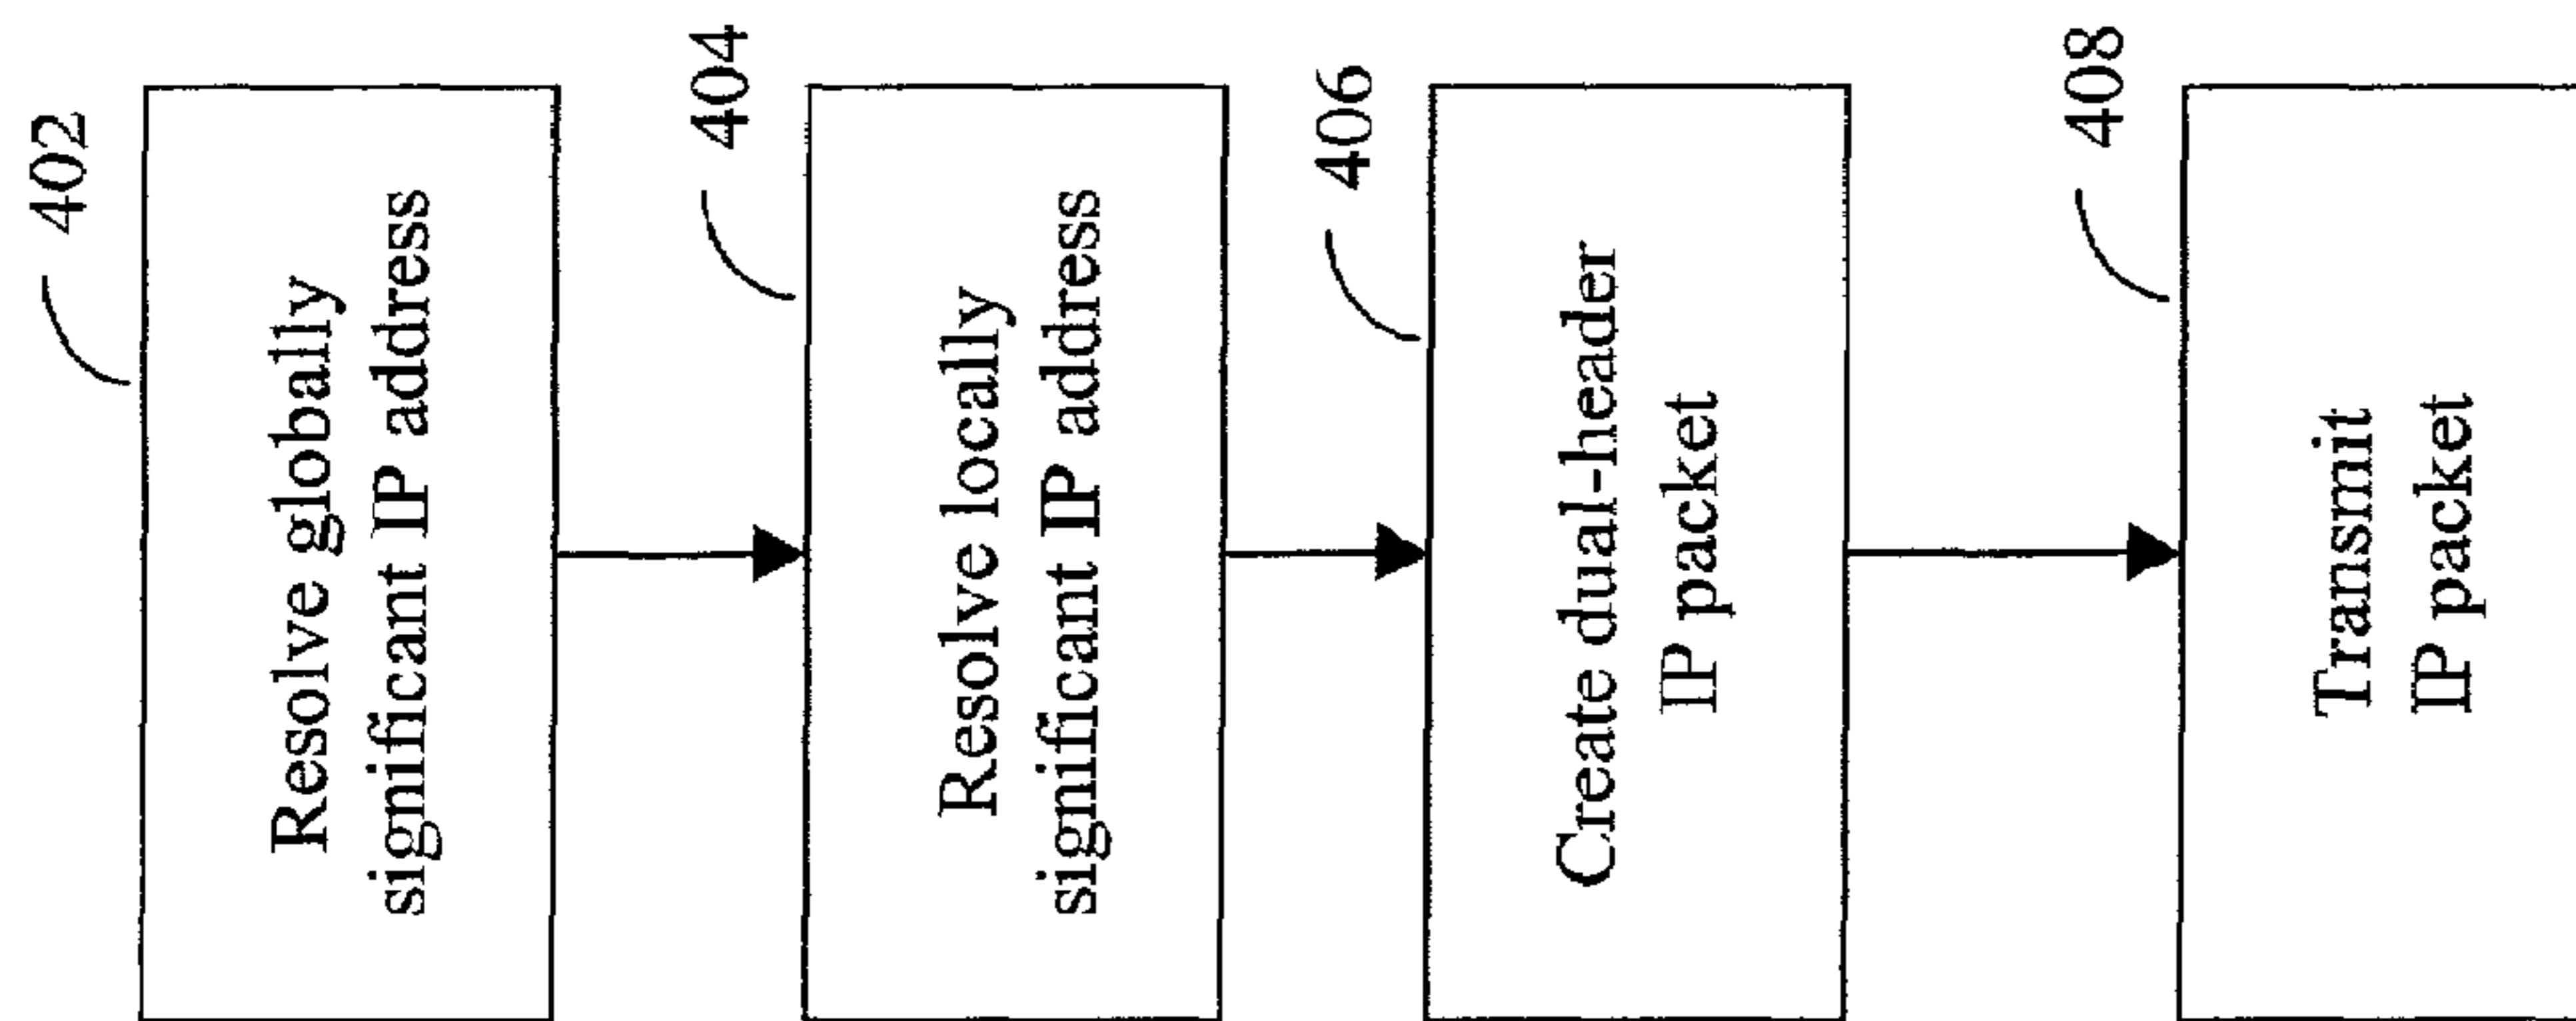 402
Resolve globally
significant IP address
404
Resolve locally
significant IP address
406
Create dual-header
IP packet
408
Transmit
IP packet